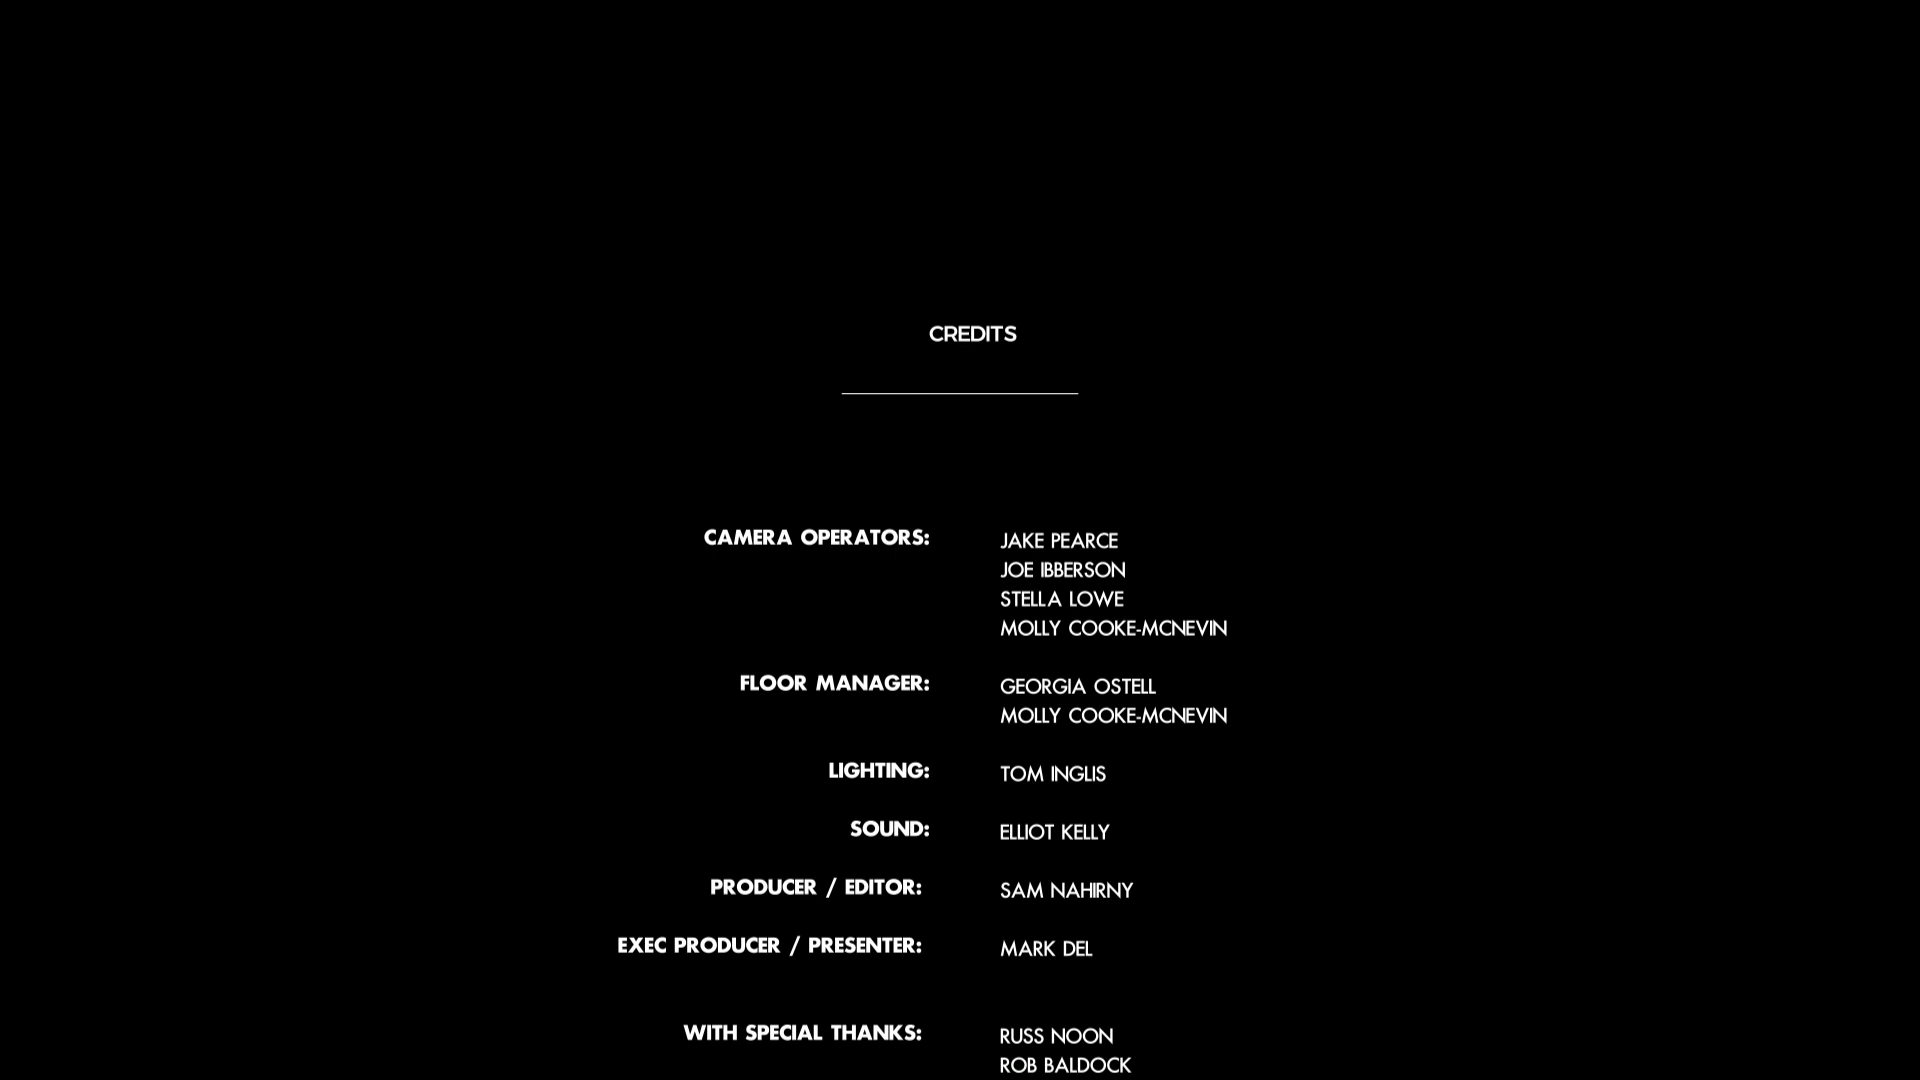 CREDITS
CAMERA OPERATORS: JAKE PEARCE
JOE IBBERSON
STELLA LOWE
MOLLY COOKE-MCNEVIN
FLOOR MANAGER: GEORGIA OSTELL
MOLLY COOKE-MCNEVIN
LIGHTING: TOM INGLIS
SOUND: ELLIOT KELLY
PRODUCER / EDITOR: SAM NAHIRNY
EXEC PRODUCER / PRESENTER: MARK DEL
WITH SPECIAL THANKS: RUSS NOON
ROB BALDOCK